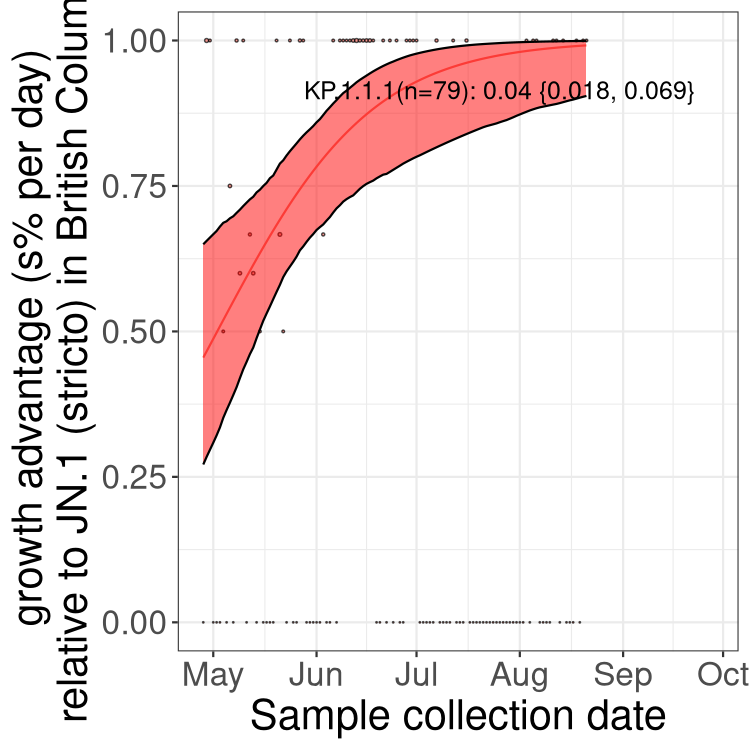 growth advantage (s% per day)
relative to JN.1 (stricto) in British Colum
1.00
0.75
0.50
0.25
0.00
KP.1.1.1(n=79): 0.04 {0.018, 0.069}
May Jun Jul Aug Sep Oct
Sample collection date